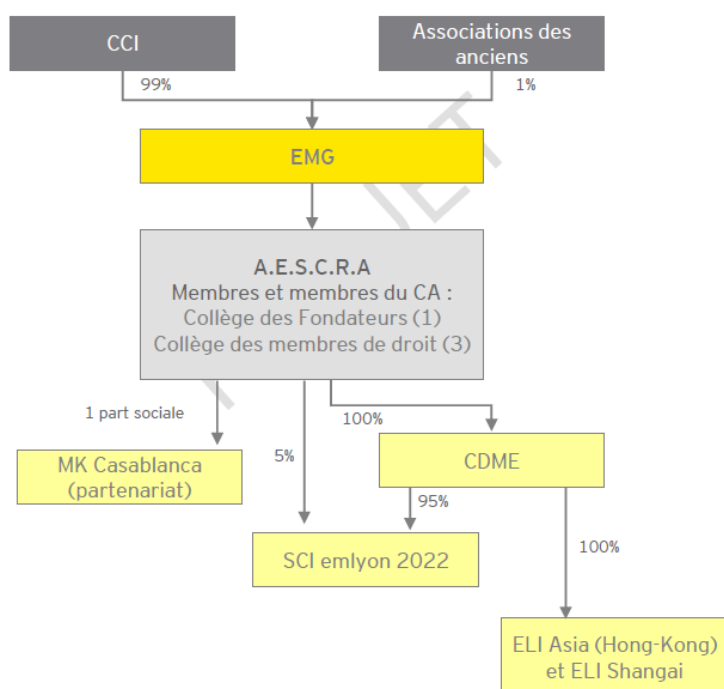 CCI
Associations des
anciens
99%
1%
EMG
A.E.S.C.R.A
Membres et membres du CA :
Collège des Fondateurs (1)
Collège des membres de droit (3)
1 part sociale
5%
100%
MK Casablanca
(partenariat)
CDME
95%
SCI emlyon 2022
100%
ELI Asia (Hong-Kong)
et ELI Shangai